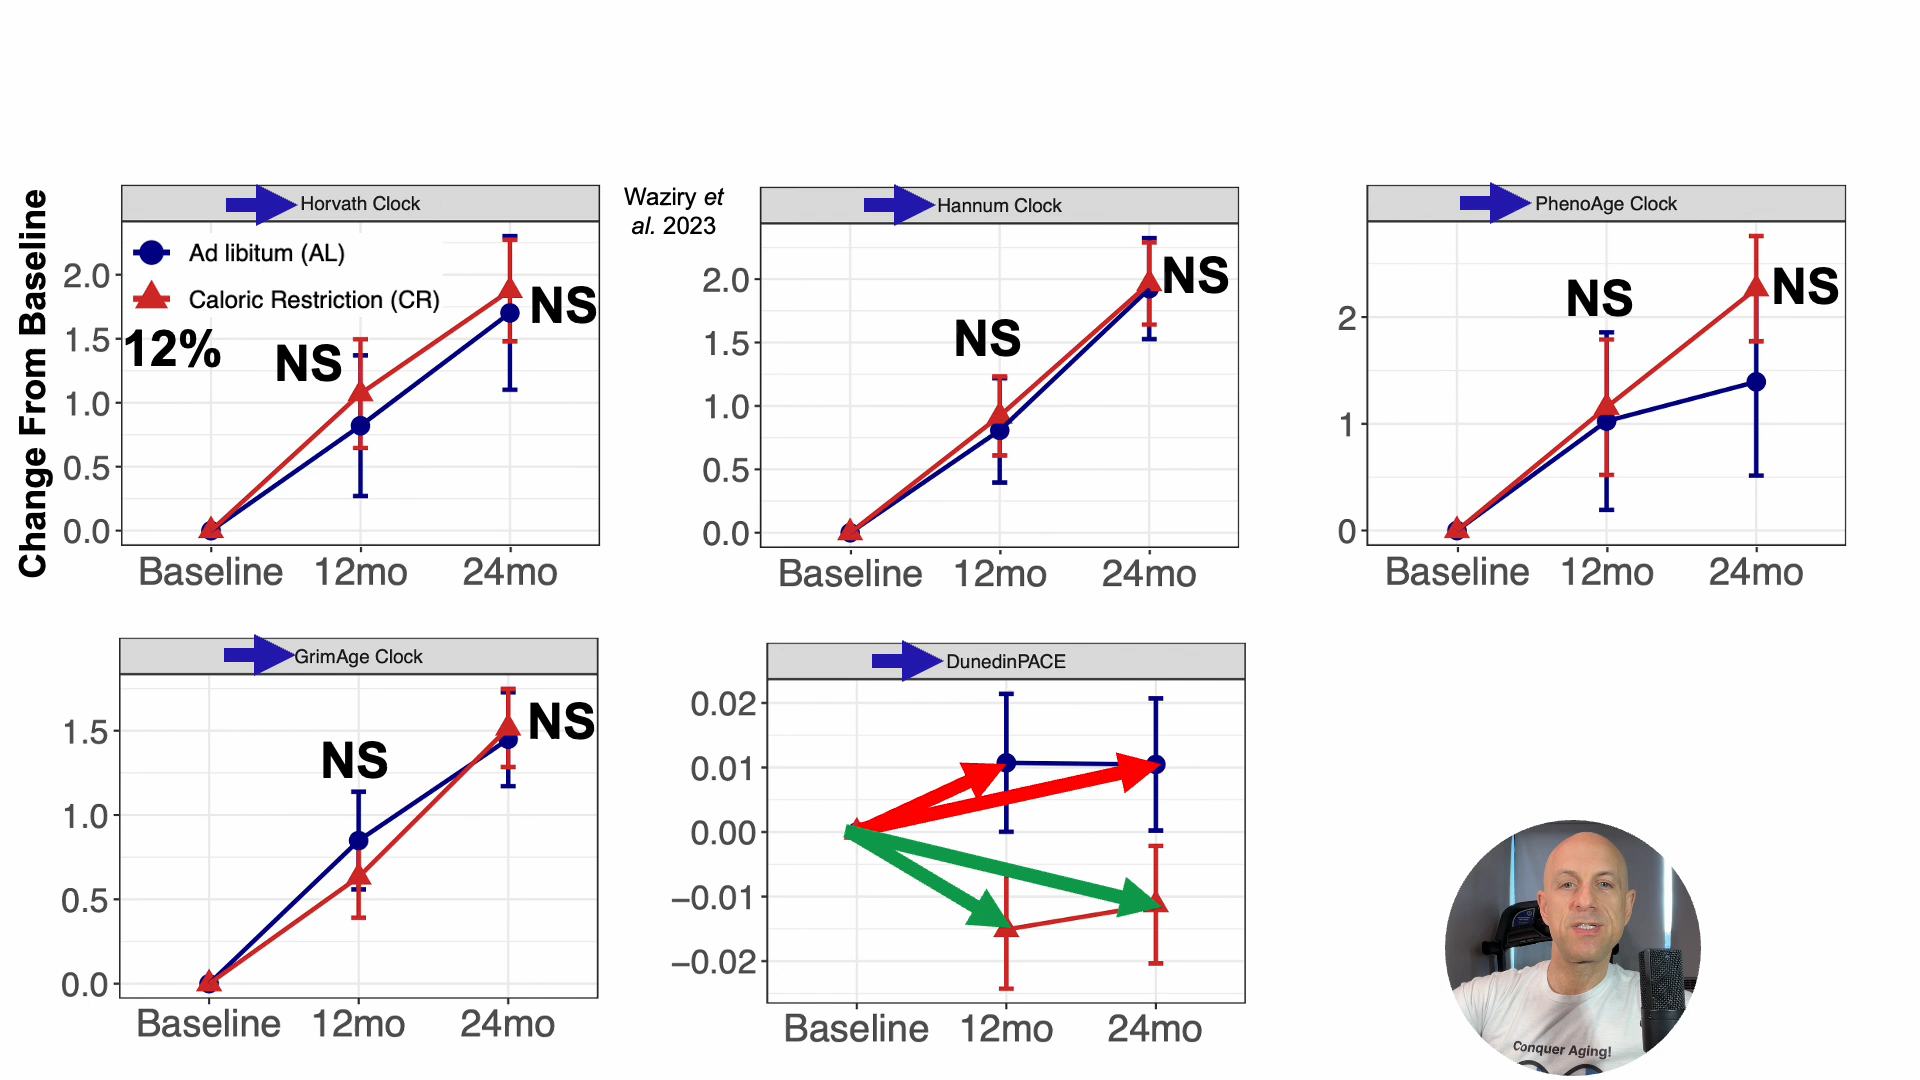 Change From Baseline
Horvath Clock
Ad libitum (AL)
Caloric Restriction (CR)
12%
NS
NS
2.0
1.5
1.0
0.5
0.0
Baseline 12mo 24mo
Waziry et
al. 2023
Hannum Clock
NS
NS
2.0
1.5
1.0
0.5
0.0
Baseline 12mo 24mo
PhenoAge Clock
NS
NS
2
1
0
Baseline 12mo 24mo
GrimAge Clock
NS
NS
1.5
1.0
0.5
0.0
Baseline 12mo 24mo
DunedinPACE
0.02
0.01
0.00
−0.01
−0.02
Baseline 12mo 24mo
Conquer Aging!